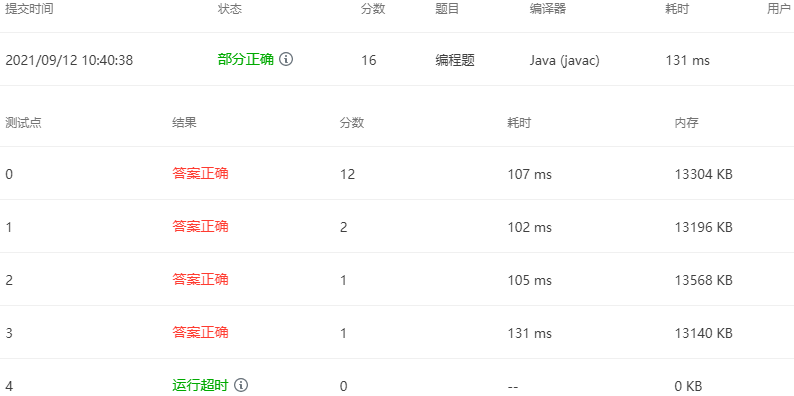 提交时间 状态 分数 题目 编译器 耗时 用户
2021/09/12 10:40:38 部分正确 16 编程题 Java (javac) 131 ms
测试点 结果 分数 耗时 内存
0 答案正确 12 107 ms 13304 KB
1 答案正确 2 102 ms 13196 KB
2 答案正确 1 105 ms 13568 KB
3 答案正确 1 131 ms 13140 KB
4 运行超时 0 -- 0 KB